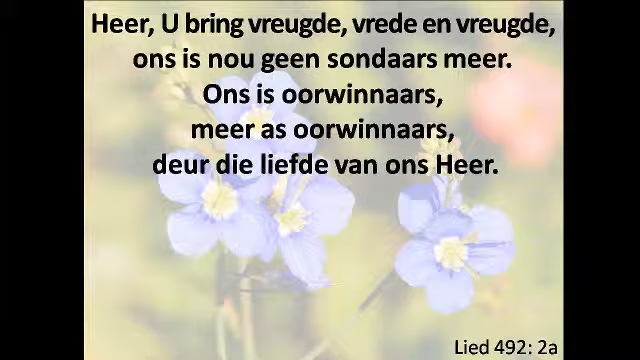 Heer, U bring vreugde, vrede en vreugde,
ons is nou geen sondaars meer.
Ons is oorwinnaars,
meer as oorwinnaars,
deur die liefde van ons Heer.
Lied 492: 2a